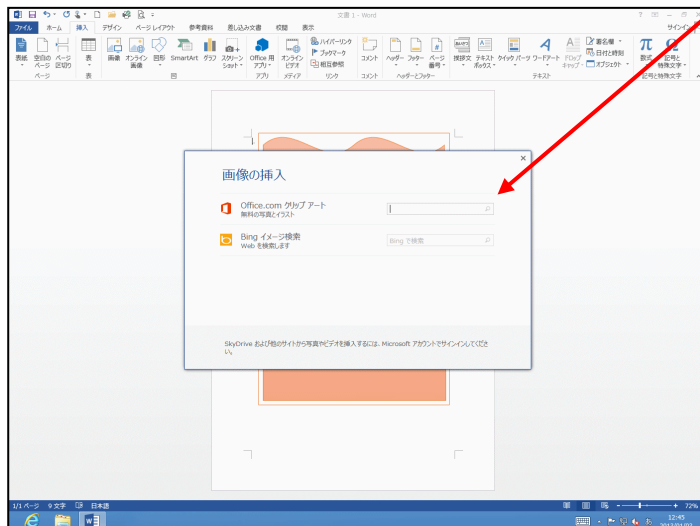 文書 1 - Word
ファイル ホーム 挿入 デザイン ページ レイアウト 参考資料 差し込み文書 校閲 表示 サインイン
表紙 空白のページ ページ区切り 表 画像 オンライン画像 図形 SmartArt グラフ スクリーンショット Office 用アプリ オンラインビデオ ハイパーリンク ブックマーク 相互参照 コメント ヘッダー フッター ページ番号 挨拶文 テキストボックス クイック パーツ ワードアート ドロップキャップ 署名欄 日付と時刻 オブジェクト 数式 記号と特殊文字
ページ 表 図 アプリ メディア リンク コメント ヘッダーとフッター テキスト 記号と特殊文字
画像の挿入
Office.com クリップ アート
無料の写真とイラスト
Bing イメージ検索
Web を検索します
Bing で検索
SkyDrive および他のサイトから写真やビデオを挿入するには、Microsoft アカウントでサインインしてくださ
い。
1/1 ページ 9 文字 日本語 72%
12:45